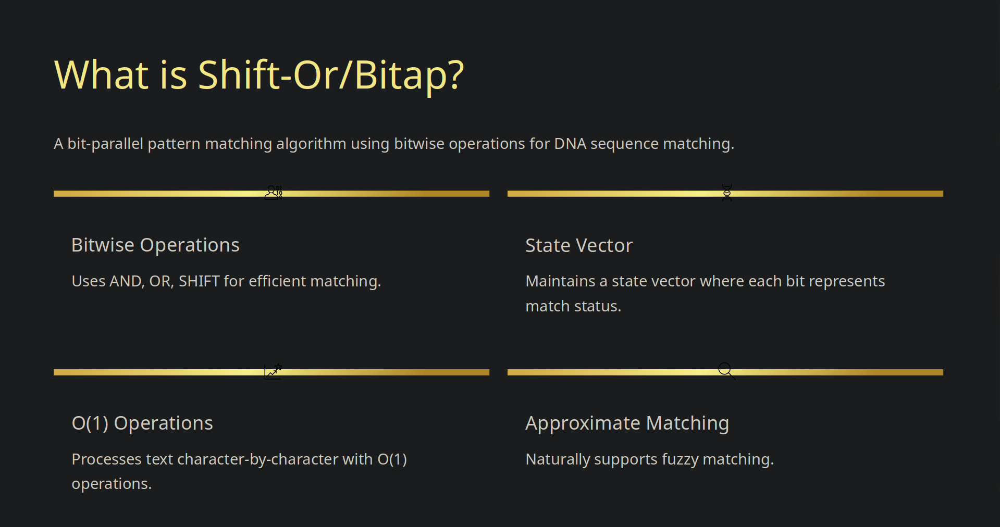 What is Shift-Or/Bitap?
A bit-parallel pattern matching algorithm using bitwise operations for DNA sequence matching.
Bitwise Operations
Uses AND, OR, SHIFT for efficient matching.
State Vector
Maintains a state vector where each bit represents
match status.
O(1) Operations
Processes text character-by-character with O(1)
operations.
Approximate Matching
Naturally supports fuzzy matching.